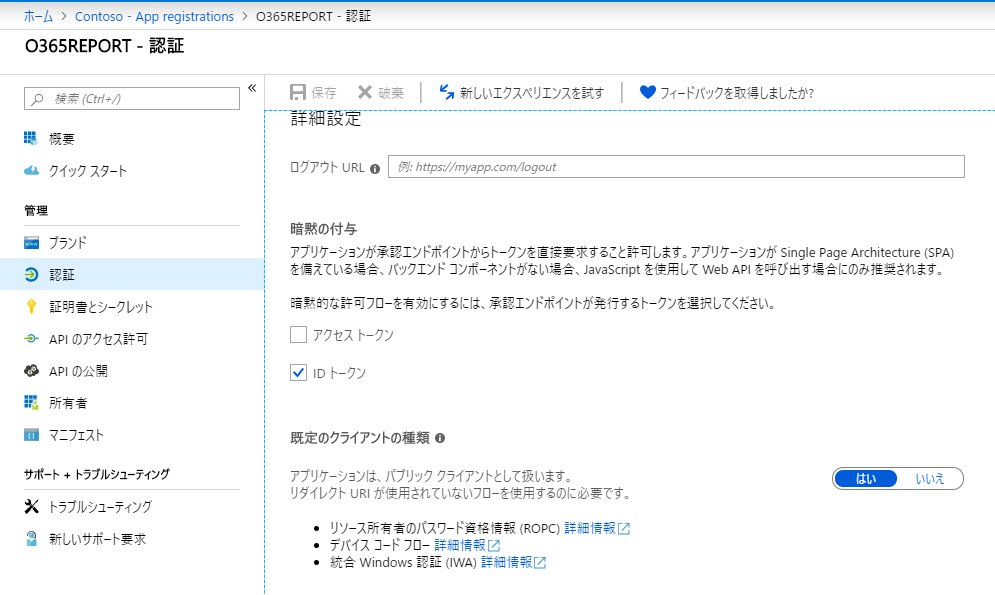 ホーム > Contoso - App registrations > O365REPORT - 認証
O365REPORT - 認証
検索 (Ctrl+/)
«
概要
クイック スタート
管理
ブランド
認証
証明書とシークレット
API のアクセス許可
API の公開
所有者
マニフェスト
サポート + トラブルシューティング
トラブルシューティング
新しいサポート要求
保存 破棄 新しいエクスペリエンスを試す フィードバックを取得しましたか?
詳細設定
ログアウト URL 例: https://myapp.com/logout
暗黙の付与
アプリケーションが承認エンドポイントからトークンを直接要求すること許可します。アプリケーションが Single Page Architecture (SPA)
を備えている場合、バックエンド コンポーネントがない場合、JavaScript を使用して Web API を呼び出す場合にのみ推奨されます。
暗黙的な許可フローを有効にするには、承認エンドポイントが発行するトークンを選択してください。
アクセス トークン
ID トークン
既定のクライアントの種類
アプリケーションは、パブリック クライアントとして扱います。
リダイレクト URI が使用されていないフローを使用するのに必要です。
はい いいえ
• リソース所有者のパスワード資格情報 (ROPC) 詳細情報
• デバイス コード フロー 詳細情報
• 統合 Windows 認証 (IWA) 詳細情報